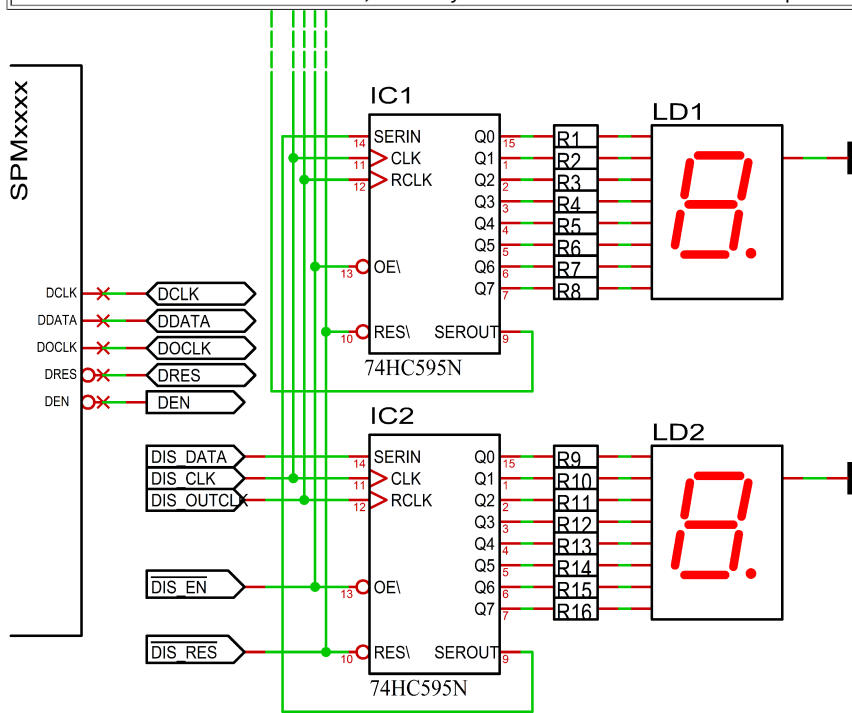 SPMxxxx
DCLK
DDATA
DOCLK
DRES
DEN
DCLK
DDATA
DOCLK
DRES
DEN
IC1
14 SERIN
11 CLK
12 RCLK
13 OE\
10 RES\
Q0 15
Q1 1
Q2 2
Q3 3
Q4 4
Q5 5
Q6 6
Q7 7
SEROUT 9
74HC595N
R1
R2
R3
R4
R5
R6
R7
R8
LD1
8.
DIS_DATA
DIS_CLK
DIS_OUTCLK
DIS_EN
DIS_RES
IC2
14 SERIN
11 CLK
12 RCLK
13 OE\
10 RES\
Q0 15
Q1 1
Q2 2
Q3 3
Q4 4
Q5 5
Q6 6
Q7 7
SEROUT 9
74HC595N
R9
R10
R11
R12
R13
R14
R15
R16
LD2
8.